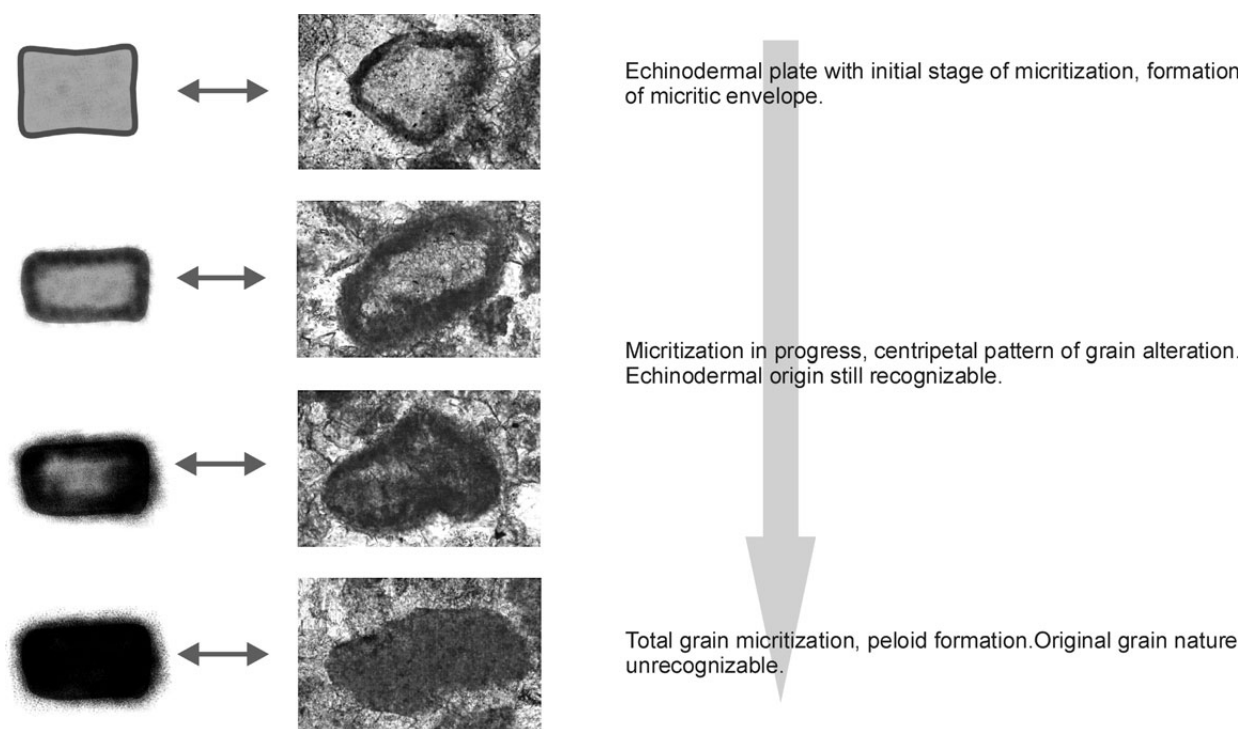 Echinodermal plate with initial stage of micritization, formation
of micritic envelope.
Micritization in progress, centripetal pattern of grain alteration.
Echinodermal origin still recognizable.
Total grain micritization, peloid formation.Original grain nature
unrecognizable.